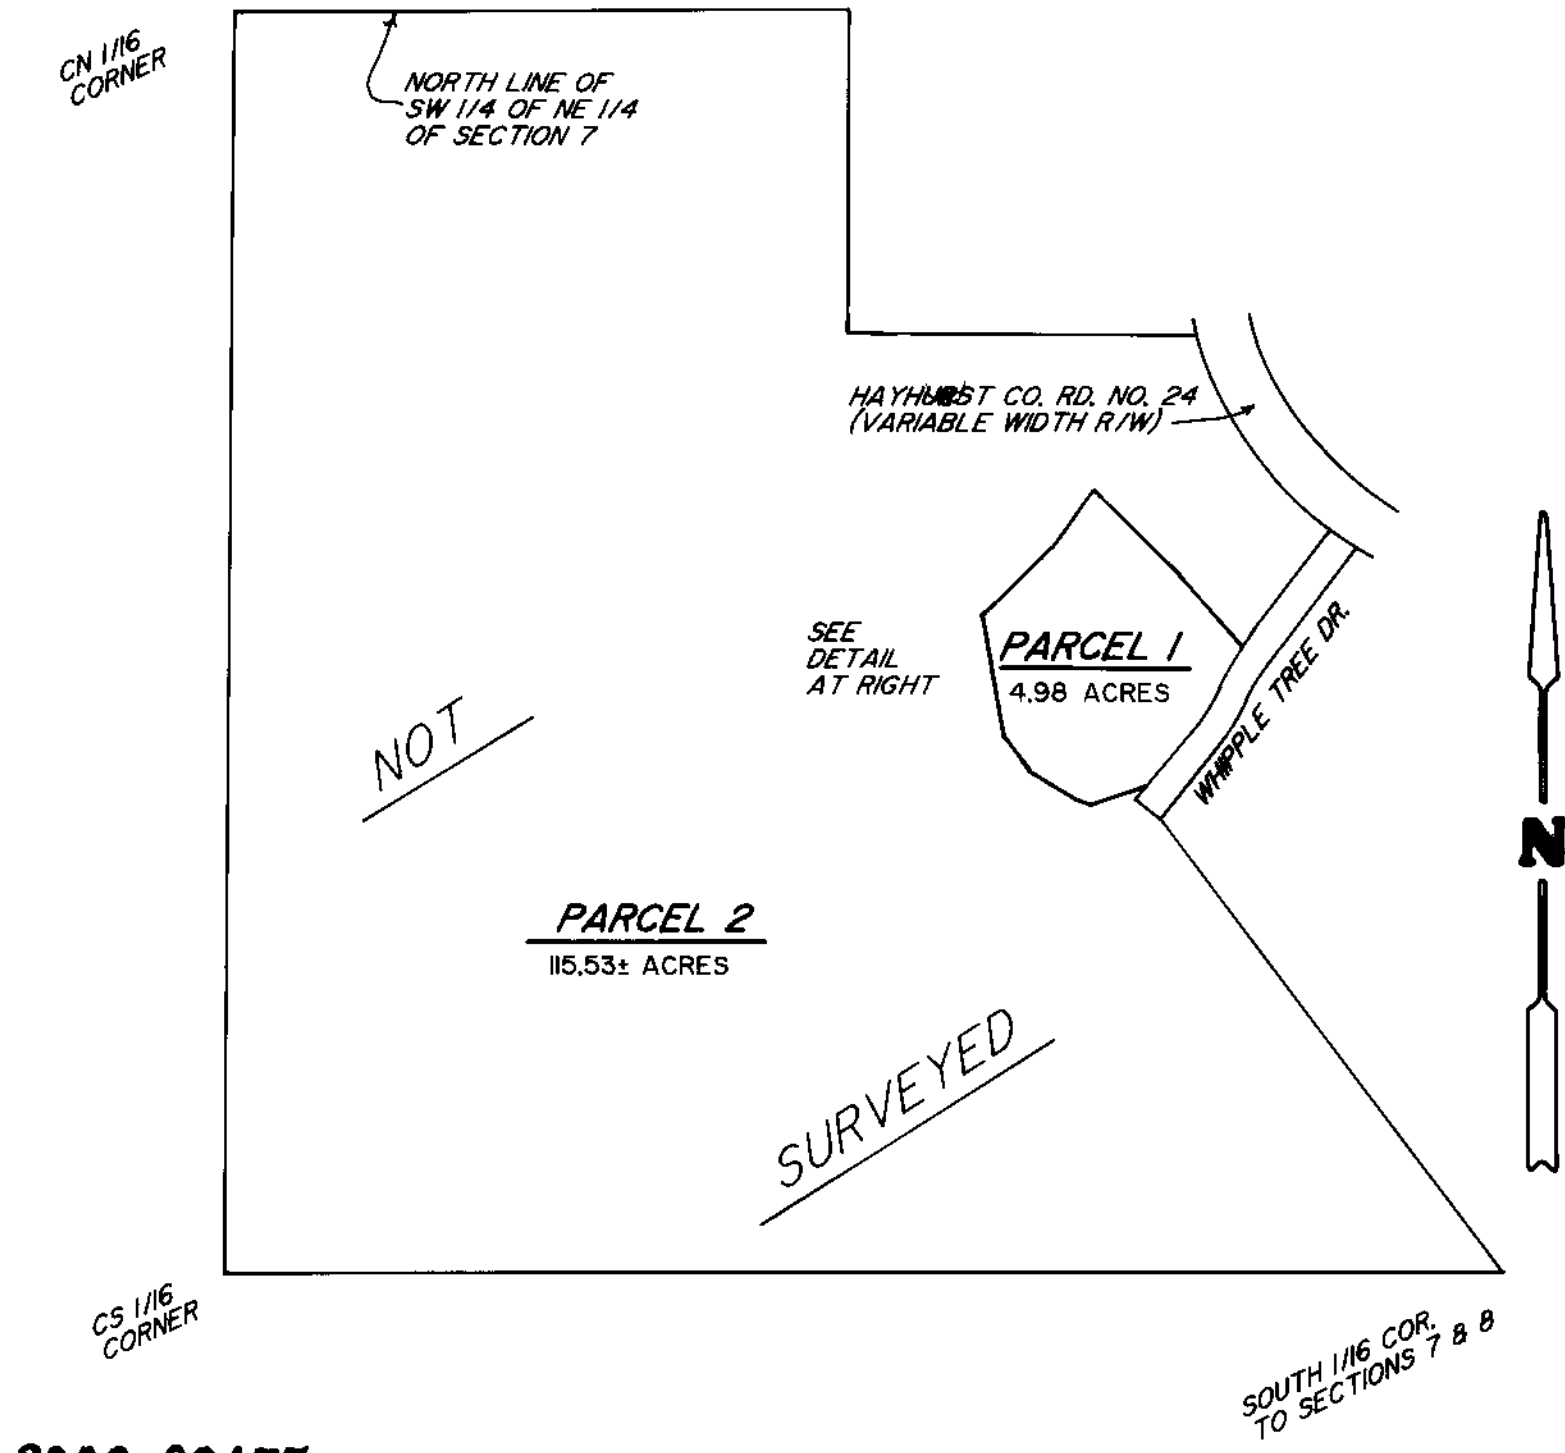 CN 1/16
CORNER
NORTH LINE OF
SW 1/4 OF NE 1/4
OF SECTION 7
HAYHURST CO. RD. NO. 24
(VARIABLE WIDTH R/W)
SEE
DETAIL
AT RIGHT
PARCEL 1
4.98 ACRES
WHIPPLE TREE DR.
NOT
N
PARCEL 2
115.53± ACRES
SURVEYED
CS 1/16
CORNER
SOUTH 1/16 COR.
TO SECTIONS 7 & 8